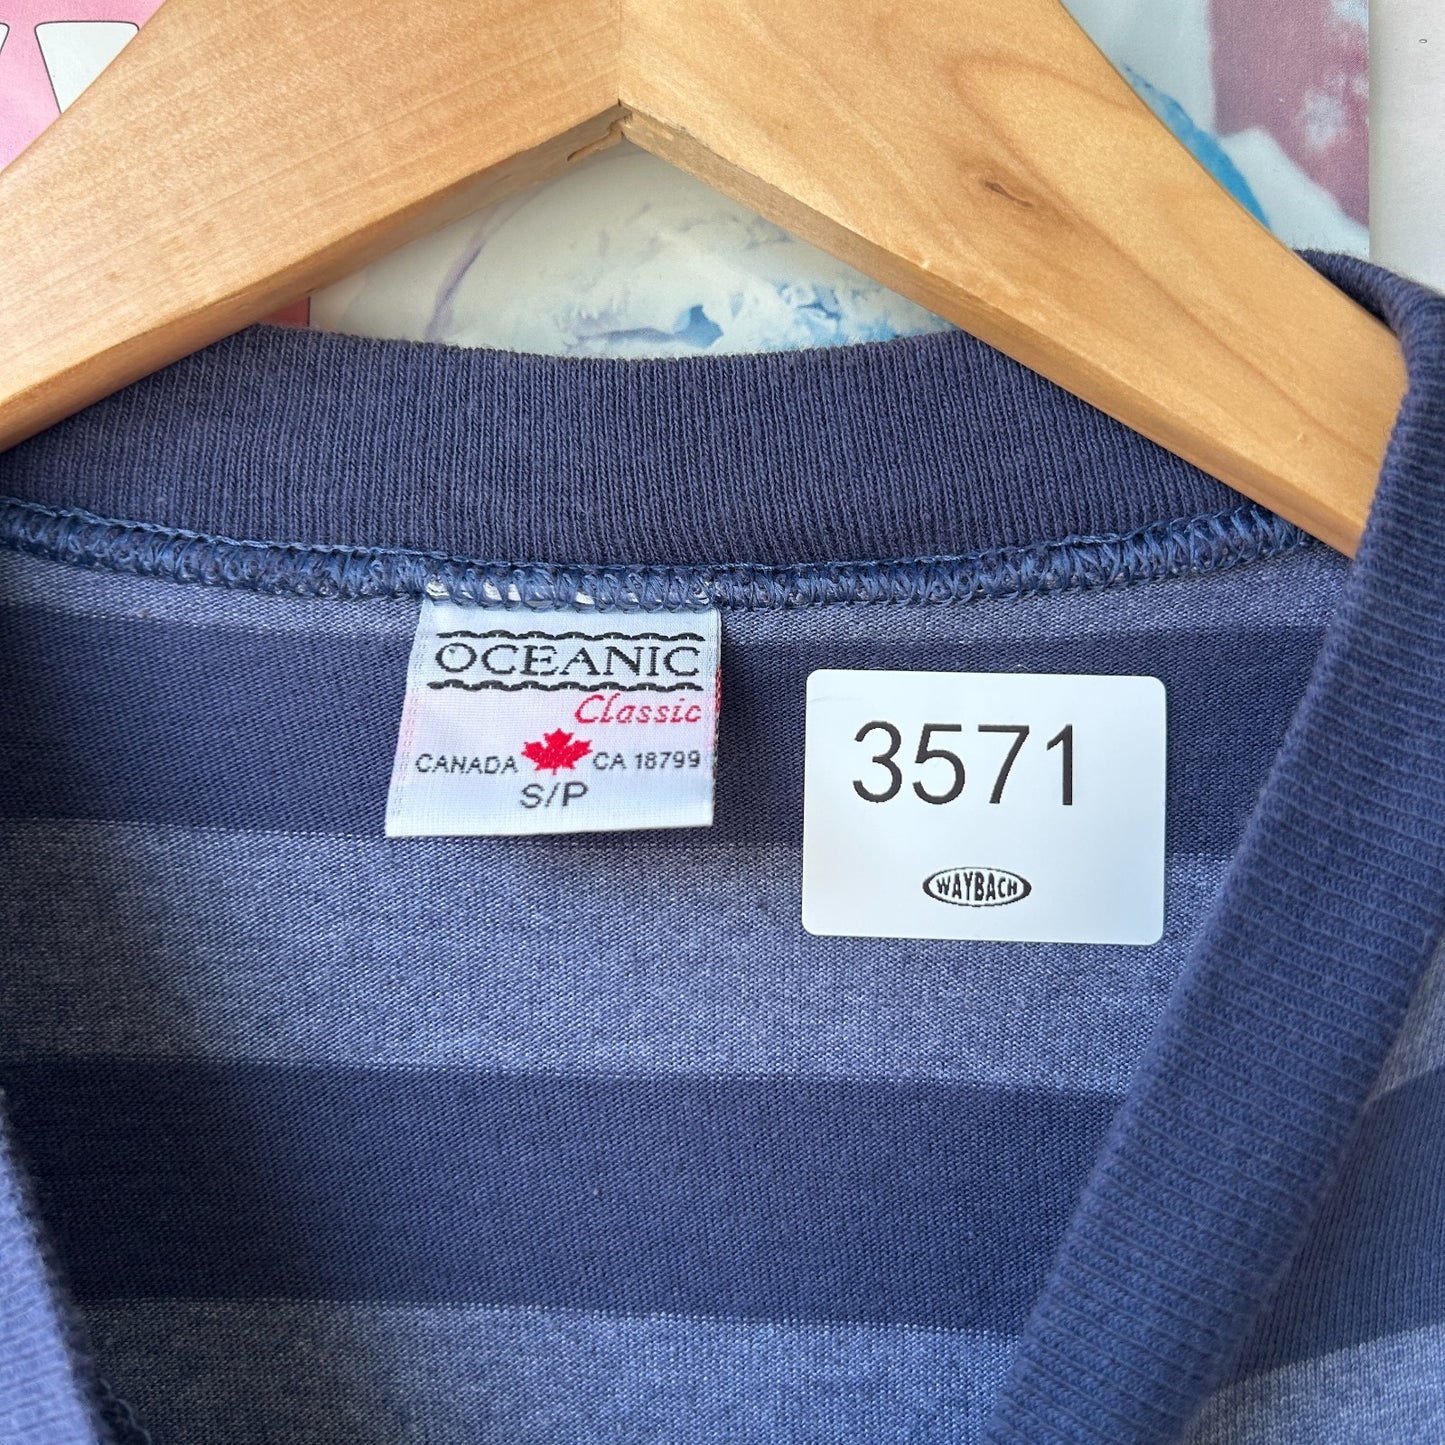 OCEANIC
Classic
CANADA CA 18799
S/P
3571
WAYBACH